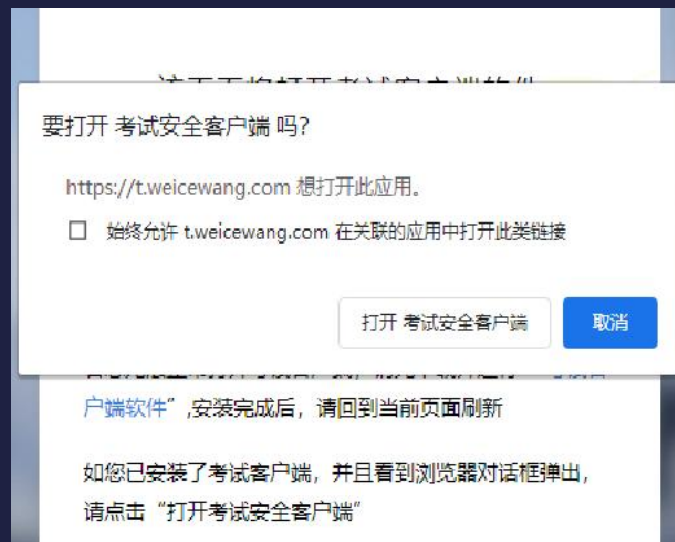 要打开 考试安全客户端 吗?
https://t.weicewang.com 想打开此应用。
始终允许 t.weicewang.com 在关联的应用中打开此类链接
打开 考试安全客户端
取消
户端软件”,安装完成后，请回到当前页面刷新
如您已安装了考试客户端，并且看到浏览器对话框弹出，
请点击“打开考试安全客户端”